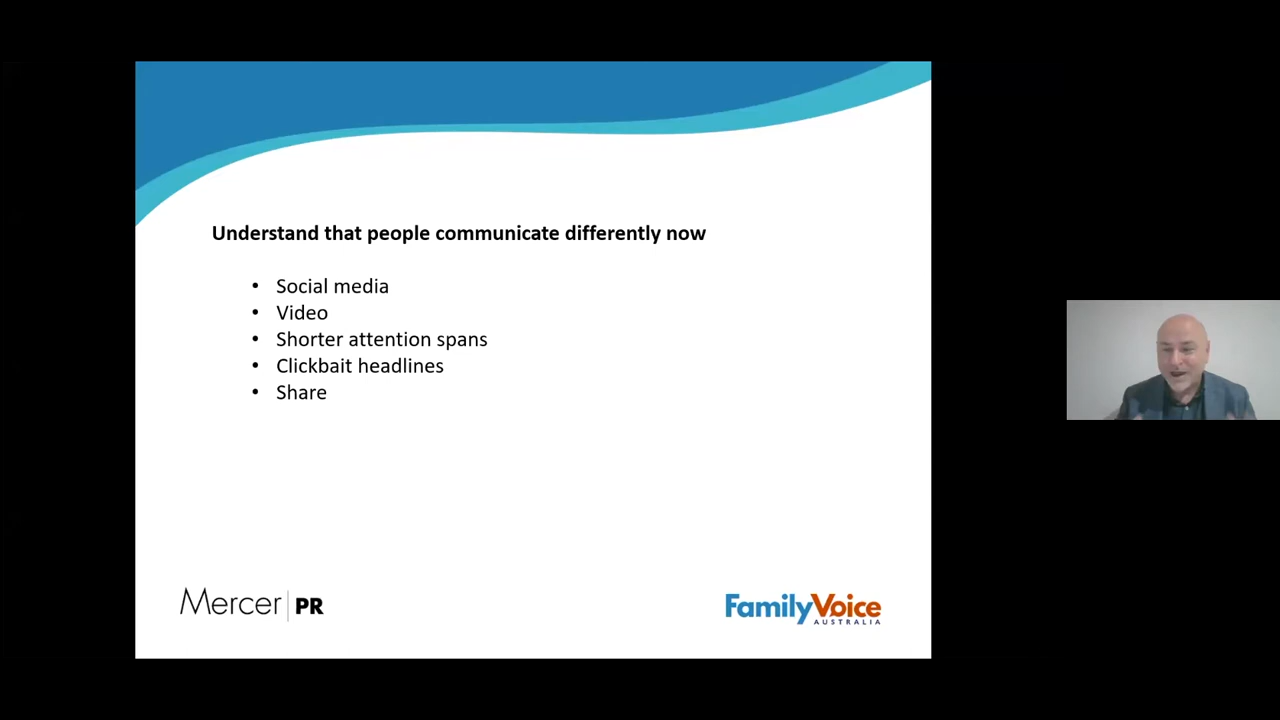 Understand that people communicate differently now
• Social media
• Video
• Shorter attention spans
• Clickbait headlines
• Share
Mercer PR
FamilyVoice
AUSTRALIA